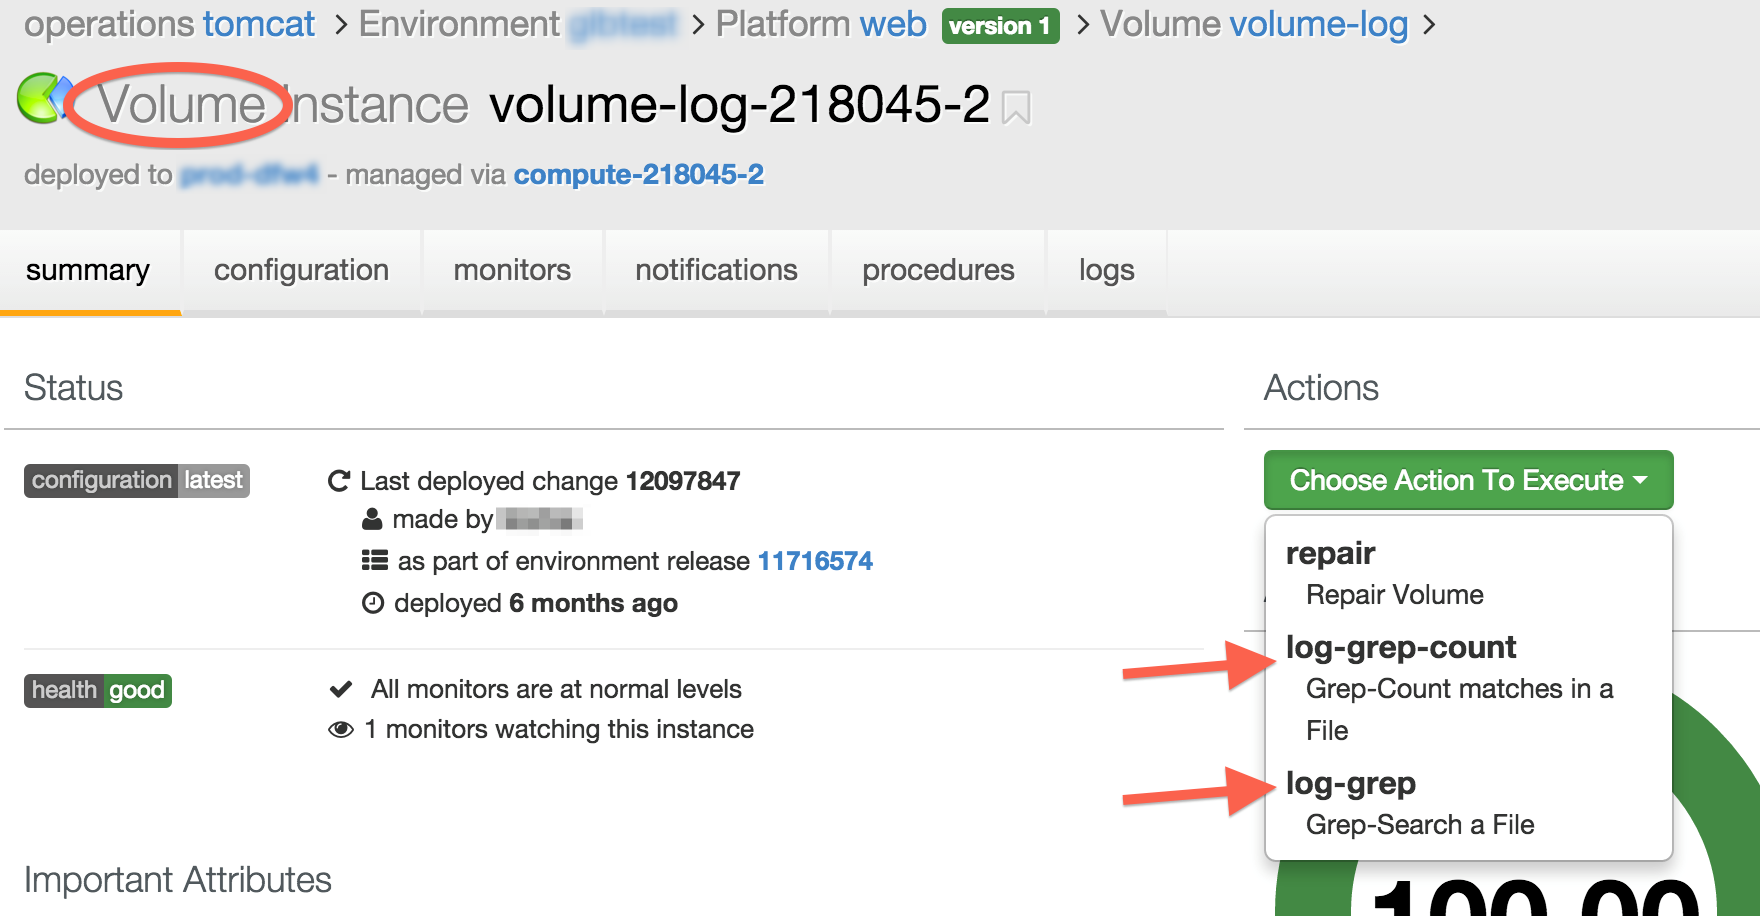 operations tomcat > Environment > Platform web version 1 > Volume volume-log >
Volume Instance volume-log-218045-2
deployed to - managed via compute-218045-2
summary configuration monitors notifications procedures logs
Status
Actions
configuration latest
Last deployed change 12097847
made by
as part of environment release 11716574
deployed 6 months ago
Choose Action To Execute
repair
Repair Volume
log-grep-count
Grep-Count matches in a
File
log-grep
Grep-Search a File
health good
All monitors are at normal levels
1 monitors watching this instance
Important Attributes
100.00